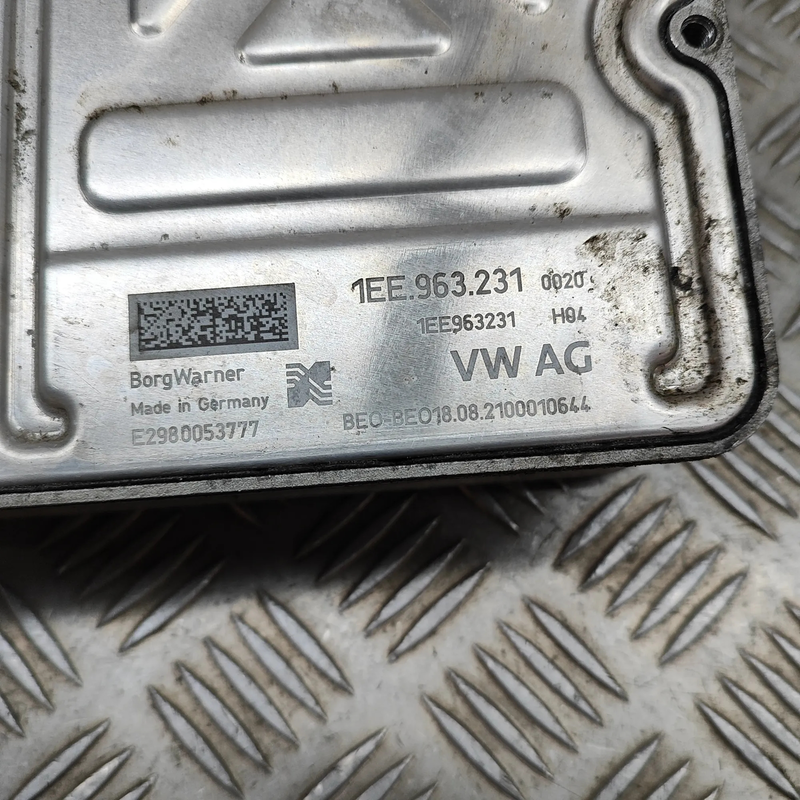 1EE.963.231 0020
1EE963231 H04
VW AG
BorgWarner
Made in Germany
E2980053777
BEO-BEO18.08.2100010644